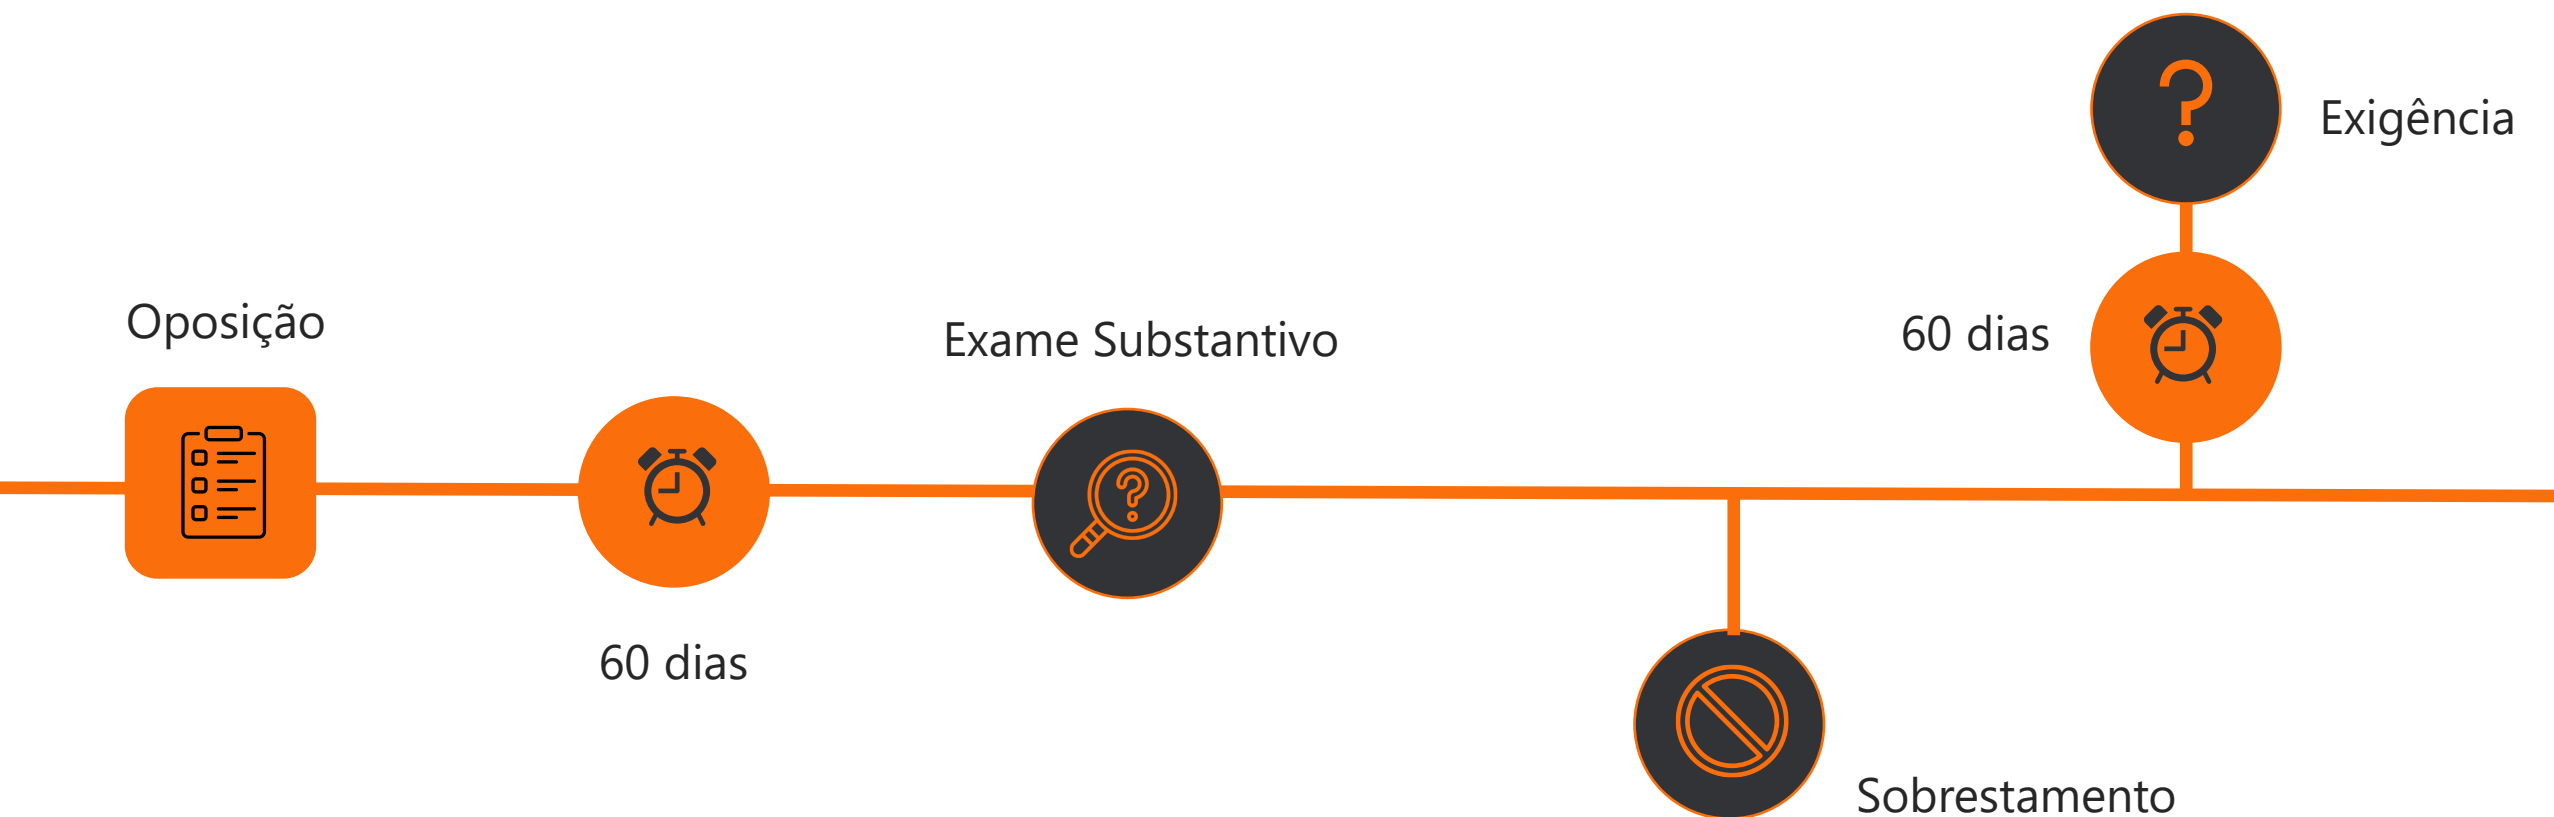 Oposição
60 dias
Exame Substantivo
Sobrestamento
60 dias
Exigência